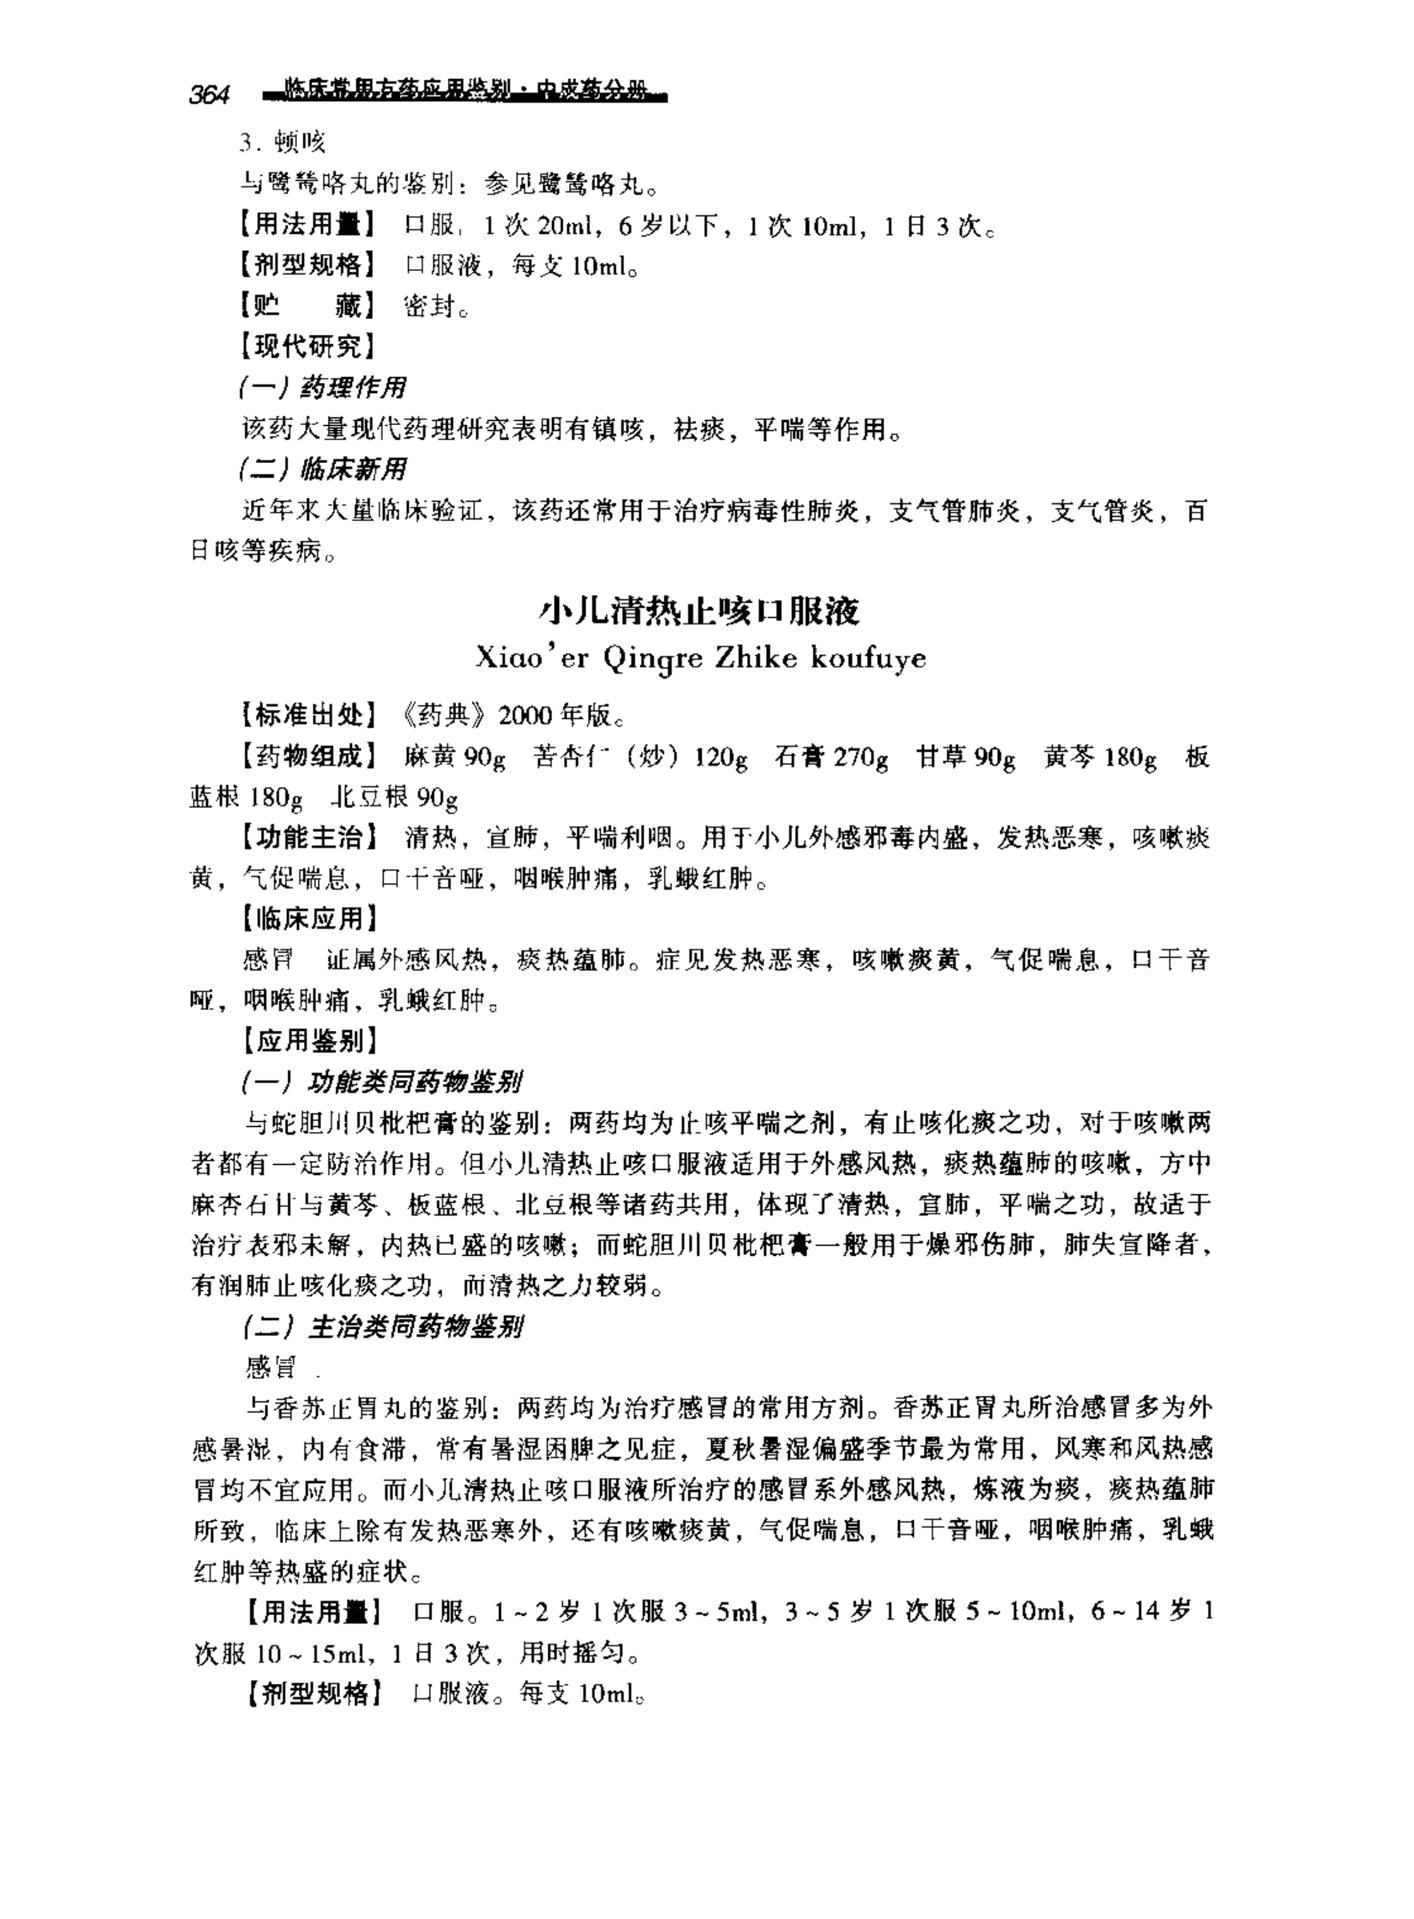 364 临床常用方药应用鉴别·中成药分册
3. 顿咳
与鹭鸶咯丸的鉴别：参见鹭鸶咯丸。
【用法用量】 口服，1次20ml，6岁以下，1次10ml，1日3次。
【剂型规格】 口服液，每支10ml。
【贮　　藏】 密封。
【现代研究】
(一) 药理作用
该药大量现代药理研究表明有镇咳，祛痰，平喘等作用。
(二) 临床新用
近年来大量临床验证，该药还常用于治疗病毒性肺炎，支气管肺炎，支气管炎，百
日咳等疾病。
小儿清热止咳口服液
Xiao'er Qingre Zhike koufuye
【标准出处】《药典》2000年版。
【药物组成】 麻黄90g　苦杏仁（炒）120g　石膏270g　甘草90g　黄芩180g　板
蓝根180g　北豆根90g
【功能主治】 清热，宣肺，平喘利咽。用于小儿外感邪毒内盛，发热恶寒，咳嗽痰
黄，气促喘息，口干音哑，咽喉肿痛，乳蛾红肿。
【临床应用】
感冒　证属外感风热，痰热蕴肺。症见发热恶寒，咳嗽痰黄，气促喘息，口干音
哑，咽喉肿痛，乳蛾红肿。
【应用鉴别】
(一) 功能类同药物鉴别
与蛇胆川贝枇杷膏的鉴别：两药均为止咳平喘之剂，有止咳化痰之功，对于咳嗽两
者都有一定防治作用。但小儿清热止咳口服液适用于外感风热，痰热蕴肺的咳嗽，方中
麻杏石甘与黄芩、板蓝根、北豆根等诸药共用，体现了清热，宣肺，平喘之功，故适于
治疗表邪未解，内热已盛的咳嗽；而蛇胆川贝枇杷膏一般用于燥邪伤肺，肺失宣降者，
有润肺止咳化痰之功，而清热之力较弱。
(二) 主治类同药物鉴别
感冒
与香苏正胃丸的鉴别：两药均为治疗感冒的常用方剂。香苏正胃丸所治感冒多为外
感暑湿，内有食滞，常有暑湿困脾之见症，夏秋暑湿偏盛季节最为常用，风寒和风热感
冒均不宜应用。而小儿清热止咳口服液所治疗的感冒系外感风热，炼液为痰，痰热蕴肺
所致，临床上除有发热恶寒外，还有咳嗽痰黄，气促喘息，口干音哑，咽喉肿痛，乳蛾
红肿等热盛的症状。
【用法用量】 口服。1～2岁1次服3～5ml，3～5岁1次服5～10ml，6～14岁1
次服10～15ml，1日3次，用时摇匀。
【剂型规格】 口服液。每支10ml。